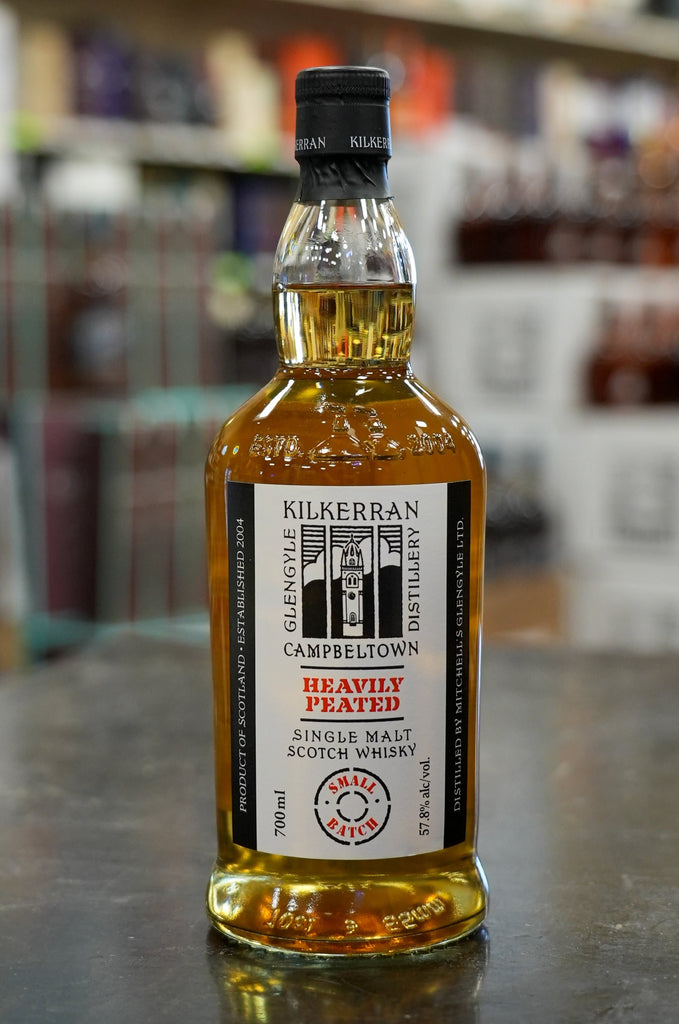 KILKERRAN
ESTD. 2004
KILKERRAN
GLENGYLE
DISTILLERY
CAMPBELTOWN
HEAVILY
PEATED
SINGLE MALT
SCOTCH WHISKY
SMALL
BATCH
700ml
57.8% alc/vol.
PRODUCT OF SCOTLAND • ESTABLISHED 2004
DISTILLED BY MITCHELL'S GLENGYLE LTD.